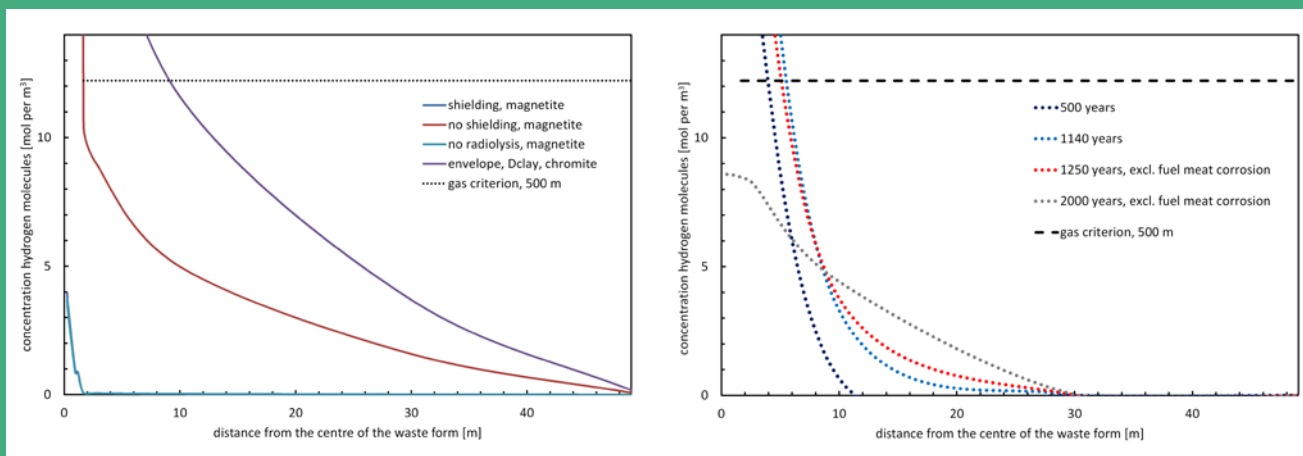 concentration hydrogen molecules [mol per m³]
10
5
0
shielding, magnetite
no shielding, magnetite
no radiolysis, magnetite
envelope, Dclay, chromite
gas criterion, 500 m
0 10 20 30 40
distance from the centre of the waste form [m]
concentration hydrogen molecules [mol per m³]
10
5
0
500 years
1140 years
1250 years, excl. fuel meat corrosion
2000 years, excl. fuel meat corrosion
gas criterion, 500 m
0 10 20 30 40
distance from the centre of the waste form [m]